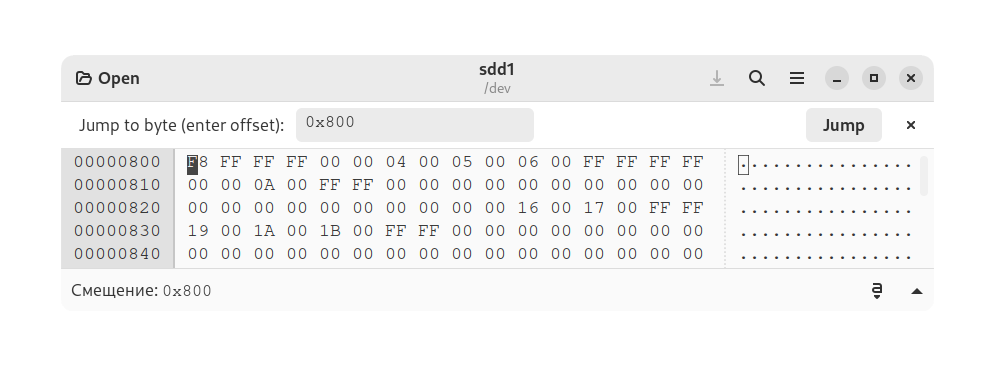 Open
sdd1
/dev
Jump to byte (enter offset): 0x800 Jump
00000800 F8 FF FF FF 00 00 04 00 05 00 06 00 FF FF FF FF ................
00000810 00 00 0A 00 FF FF 00 00 00 00 00 00 00 00 00 00 ................
00000820 00 00 00 00 00 00 00 00 00 00 16 00 17 00 FF FF ................
00000830 19 00 1A 00 1B 00 FF FF 00 00 00 00 00 00 00 00 ................
00000840 00 00 00 00 00 00 00 00 00 00 00 00 00 00 00 00 ................
Смещение: 0x800